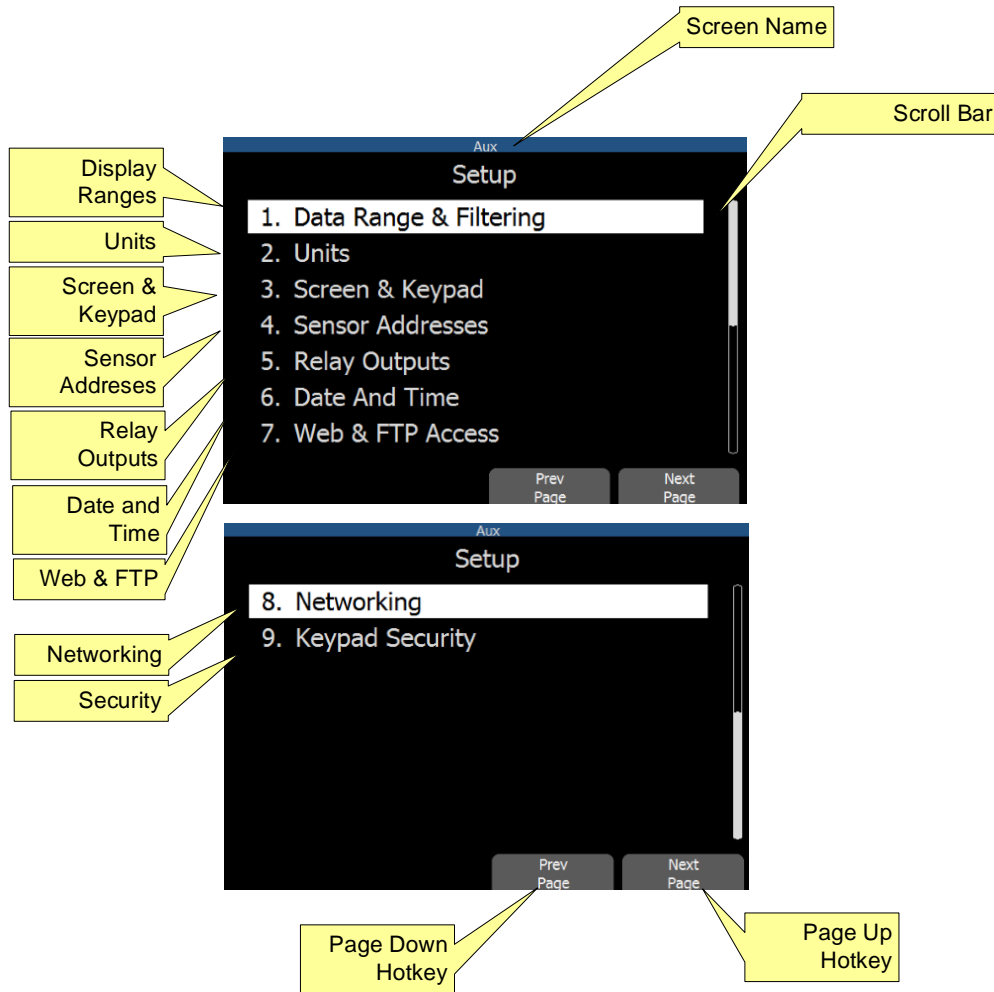 Screen Name
Scroll Bar
Aux
Setup
Display
Ranges
Units
Screen &
Keypad
Sensor
Addreses
Relay
Outputs
Date and
Time
Web & FTP
1. Data Range & Filtering
2. Units
3. Screen & Keypad
4. Sensor Addresses
5. Relay Outputs
6. Date And Time
7. Web & FTP Access
Prev
Page
Next
Page
Aux
Setup
Networking
Security
8. Networking
9. Keypad Security
Prev
Page
Next
Page
Page Down
Hotkey
Page Up
Hotkey